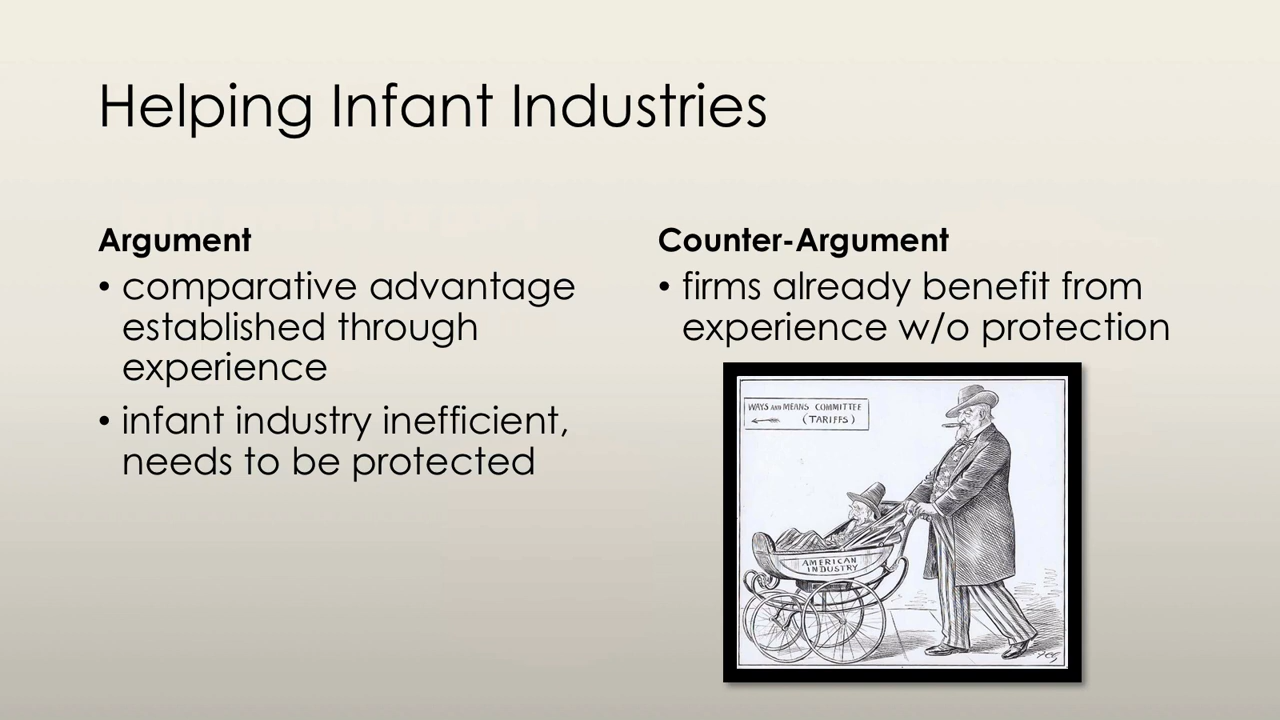 Helping Infant Industries
Argument
• comparative advantage
established through
experience
• infant industry inefficient,
needs to be protected
Counter-Argument
• firms already benefit from
experience w/o protection
WAYS AND MEANS COMMITTEE
(TARIFFS)
AMERICAN
INDUSTRY